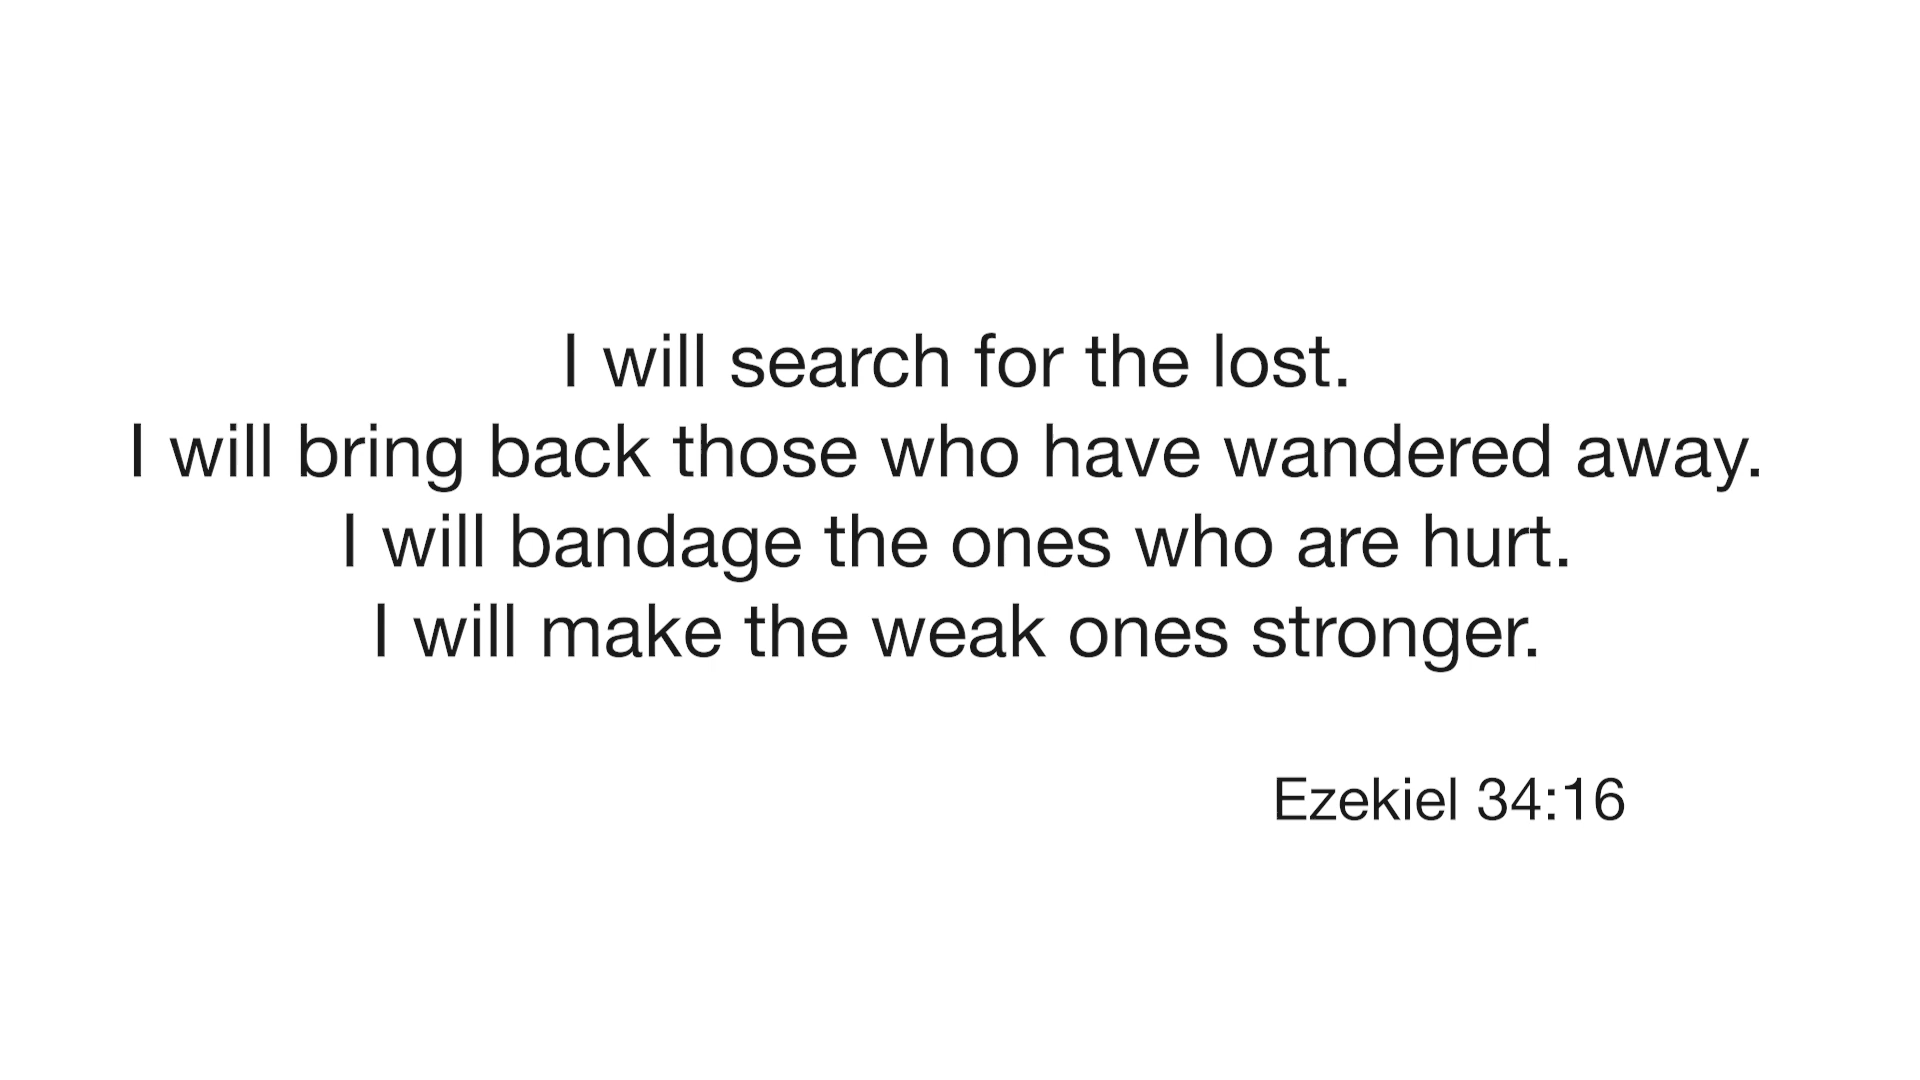 I will search for the lost.
I will bring back those who have wandered away.
I will bandage the ones who are hurt.
I will make the weak ones stronger.
Ezekiel 34:16